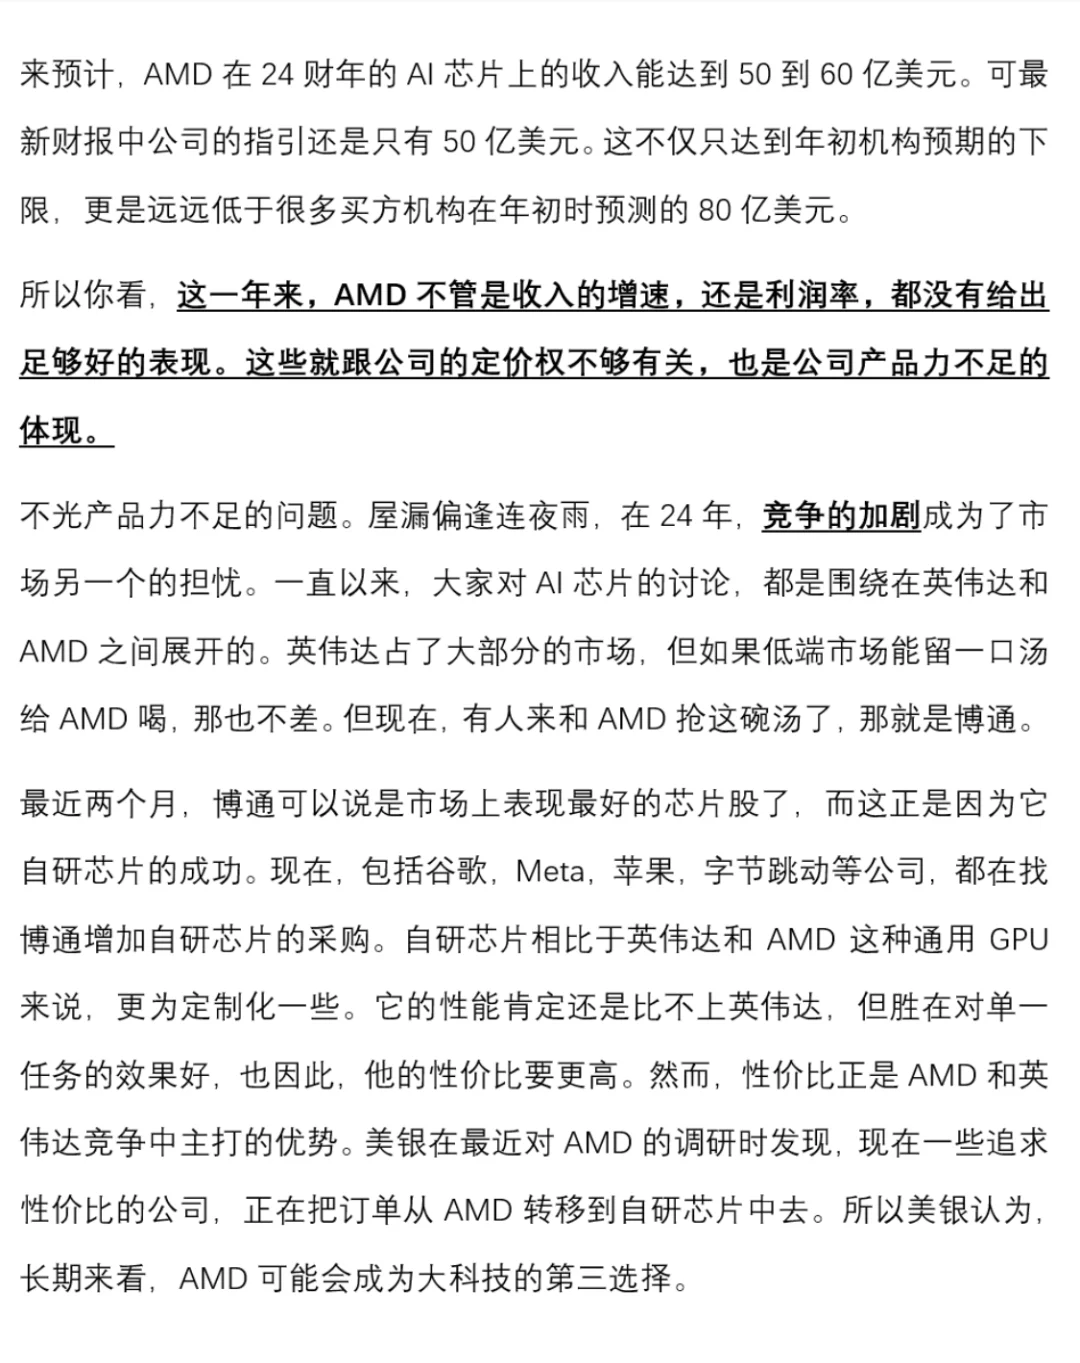 来预计，AMD 在 24 财年的 AI 芯片上的收入能达到 50 到 60 亿美元。可最
新财报中公司的指引还是只有 50 亿美元。这不仅只达到年初机构预期的下
限，更是远远低于很多买方机构在年初时预测的 80 亿美元。
所以你看，这一年来，AMD 不管是收入的增速，还是利润率，都没有给出
足够好的表现。这些就跟公司的定价权不够有关，也是公司产品力不足的
体现。
不光产品力不足的问题。屋漏偏逢连夜雨，在 24 年，竞争的加剧成为了市
场另一个的担忧。一直以来，大家对 AI 芯片的讨论，都是围绕在英伟达和
AMD 之间展开的。英伟达占了大部分的市场，但如果低端市场能留一口汤
给 AMD 喝，那也不差。但现在，有人来和 AMD 抢这碗汤了，那就是博通。
最近两个月，博通可以说是市场上表现最好的芯片股了，而这正是因为它
自研芯片的成功。现在，包括谷歌，Meta，苹果，字节跳动等公司，都在找
博通增加自研芯片的采购。自研芯片相比于英伟达和 AMD 这种通用 GPU
来说，更为定制化一些。它的性能肯定还是比不上英伟达，但胜在对单一
任务的效果好，也因此，他的性价比要更高。然而，性价比正是 AMD 和英
伟达竞争中主打的优势。美银在最近对 AMD 的调研时发现，现在一些追求
性价比的公司，正在把订单从 AMD 转移到自研芯片中去。所以美银认为，
长期来看，AMD 可能会成为大科技的第三选择。